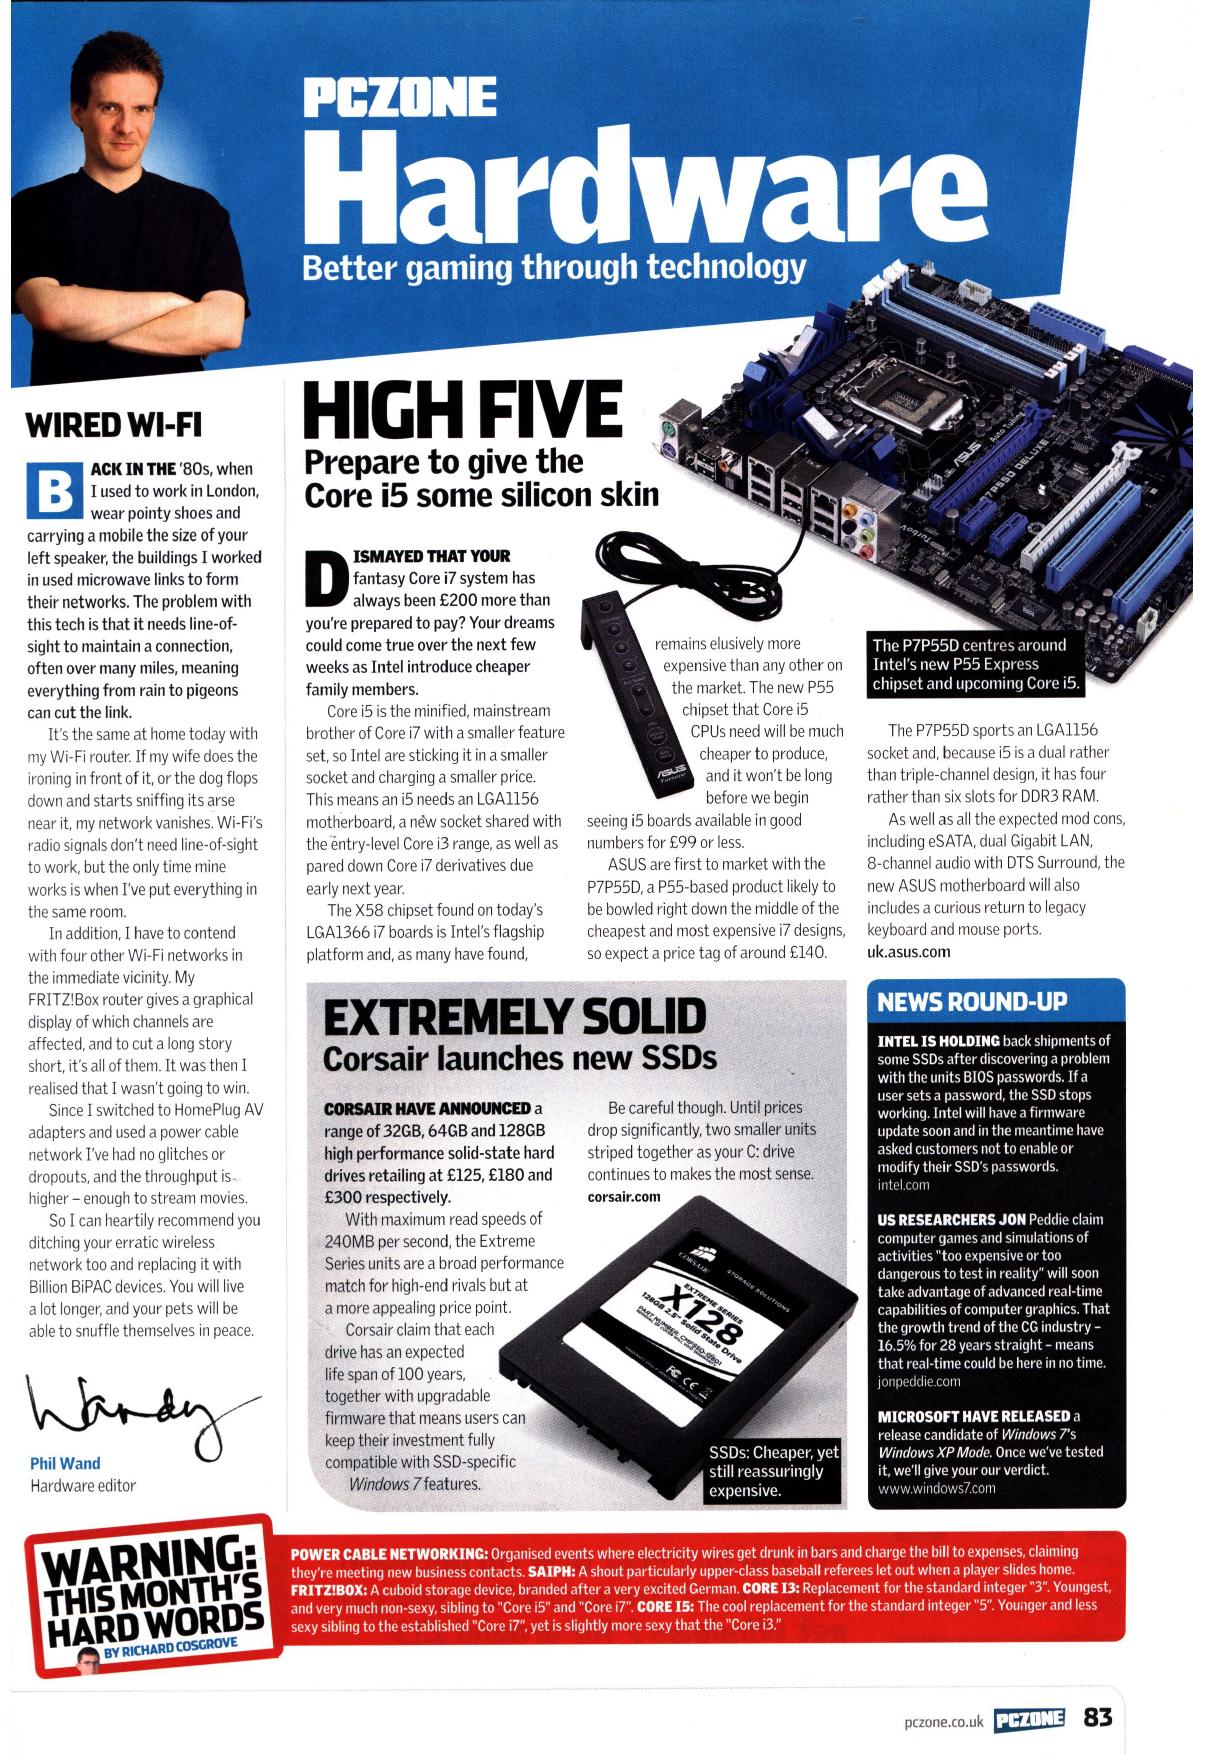 PCZONE
Hardware
Better gaming through technology
WIRED WI-FI
BACK IN THE '80s, when
I used to work in London,
wear pointy shoes and
carrying a mobile the size of your
left speaker, the buildings I worked
in used microwave links to form
their networks. The problem with
this tech is that it needs line-of-
sight to maintain a connection,
often over many miles, meaning
everything from rain to pigeons
can cut the link.
It's the same at home today with
my Wi-Fi router. If my wife does the
ironing in front of it, or the dog flops
down and starts sniffing its arse
near it, my network vanishes. Wi-Fi's
radio signals don't need line-of-sight
to work, but the only time mine
works is when I've put everything in
the same room.
In addition, I have to contend
with four other Wi-Fi networks in
the immediate vicinity. My
FRITZ!Box router gives a graphical
display of which channels are
affected, and to cut a long story
short, it's all of them. It was then I
realised that I wasn't going to win.
Since I switched to HomePlug AV
adapters and used a power cable
network I've had no glitches or
dropouts, and the throughput is
higher – enough to stream movies.
So I can heartily recommend you
ditching your erratic wireless
network too and replacing it with
Billion BiPAC devices. You will live
a lot longer, and your pets will be
able to snuffle themselves in peace.
Wandy
Phil Wand
Hardware editor
HIGH FIVE
Prepare to give the
Core i5 some silicon skin
DISMAYED THAT YOUR
fantasy Core i7 system has
always been £200 more than
you're prepared to pay? Your dreams
could come true over the next few
weeks as Intel introduce cheaper
family members.
Core i5 is the minified, mainstream
brother of Core i7 with a smaller feature
set, so Intel are sticking it in a smaller
socket and charging a smaller price.
This means an i5 needs an LGA1156
motherboard, a new socket shared with
the entry-level Core i3 range, as well as
pared down Core i7 derivatives due
early next year.
The X58 chipset found on today's
LGA1366 i7 boards is Intel's flagship
platform and, as many have found,
remains elusively more
expensive than any other on
the market. The new P55
chipset that Core i5
CPUs need will be much
cheaper to produce,
and it won't be long
before we begin
seeing i5 boards available in good
numbers for £99 or less.
ASUS are first to market with the
P7P55D, a P55-based product likely to
be bowled right down the middle of the
cheapest and most expensive i7 designs,
so expect a price tag of around £140.
ASUS
TurboV
ASUS
Auto Tuning
P7P55D DELUXE
TurboV
The P7P55D centres around
Intel's new P55 Express
chipset and upcoming Core i5.
The P7P55D sports an LGA1156
socket and, because i5 is a dual rather
than triple-channel design, it has four
rather than six slots for DDR3 RAM.
As well as all the expected mod cons,
including eSATA, dual Gigabit LAN,
8-channel audio with DTS Surround, the
new ASUS motherboard will also
includes a curious return to legacy
keyboard and mouse ports.
uk.asus.com
EXTREMELY SOLID
Corsair launches new SSDs
CORSAIR HAVE ANNOUNCED a
range of 32GB, 64GB and 128GB
high performance solid-state hard
drives retailing at £125, £180 and
£300 respectively.
With maximum read speeds of
240MB per second, the Extreme
Series units are a broad performance
match for high-end rivals but at
a more appealing price point.
Corsair claim that each
drive has an expected
life span of 100 years,
together with upgradable
firmware that means users can
keep their investment fully
compatible with SSD-specific
Windows 7 features.
Be careful though. Until prices
drop significantly, two smaller units
striped together as your C: drive
continues to makes the most sense.
corsair.com
CORSAIR
STORAGE SOLUTIONS
EXTREME SERIES
X128
128GB 2.5" Solid State Drive
FC CE
SSDs: Cheaper, yet
still reassuringly
expensive.
NEWS ROUND-UP
INTEL IS HOLDING back shipments of
some SSDs after discovering a problem
with the units BIOS passwords. If a
user sets a password, the SSD stops
working. Intel will have a firmware
update soon and in the meantime have
asked customers not to enable or
modify their SSD's passwords.
intel.com
US RESEARCHERS JON Peddie claim
computer games and simulations of
activities "too expensive or too
dangerous to test in reality" will soon
take advantage of advanced real-time
capabilities of computer graphics. That
the growth trend of the CG industry –
16.5% for 28 years straight – means
that real-time could be here in no time.
jonpeddie.com
MICROSOFT HAVE RELEASED a
release candidate of Windows 7's
Windows XP Mode. Once we've tested
it, we'll give your our verdict.
www.windows7.com
WARNING:
THIS MONTH'S
HARD WORDS
BY RICHARD COSGROVE
POWER CABLE NETWORKING: Organised events where electricity wires get drunk in bars and charge the bill to expenses, claiming
they're meeting new business contacts. SAIPH: A shout particularly upper-class baseball referees let out when a player slides home.
FRITZ!BOX: A cuboid storage device, branded after a very excited German. CORE I3: Replacement for the standard integer "3". Youngest,
and very much non-sexy, sibling to "Core i5" and "Core i7". CORE I5: The cool replacement for the standard integer "5". Younger and less
sexy sibling to the established "Core i7", yet is slightly more sexy that the "Core i3."
pczone.co.uk PCZONE 83